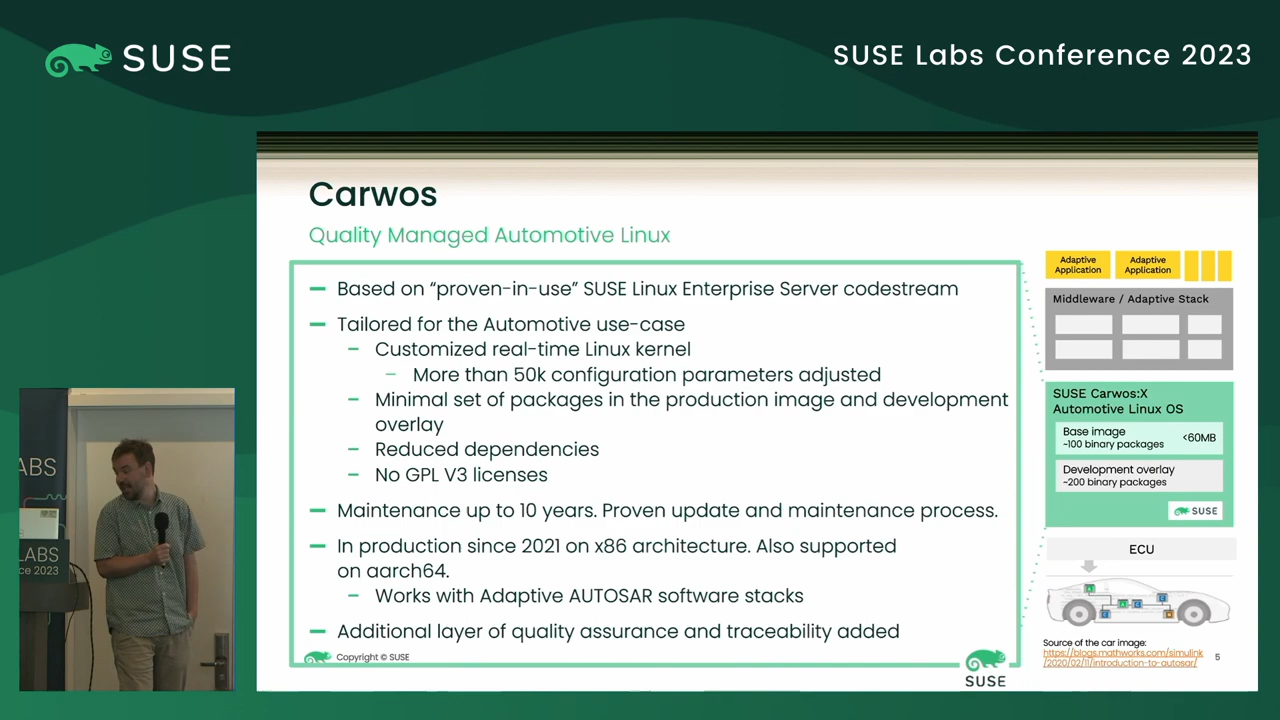 SUSE
SUSE Labs Conference 2023
Carwos
Quality Managed Automotive Linux
Based on “proven-in-use” SUSE Linux Enterprise Server codestream
Tailored for the Automotive use-case
Customized real-time Linux kernel
More than 50k configuration parameters adjusted
Minimal set of packages in the production image and development
overlay
Reduced dependencies
No GPL V3 licenses
Maintenance up to 10 years. Proven update and maintenance process.
In production since 2021 on x86 architecture. Also supported
on aarch64.
Works with Adaptive AUTOSAR software stacks
Additional layer of quality assurance and traceability added
Copyright © SUSE
SUSE
Adaptive
Application
Adaptive
Application
Middleware / Adaptive Stack
SUSE Carwos:X
Automotive Linux OS
Base image
~100 binary packages
<60MB
Development overlay
~200 binary packages
SUSE
ECU
Source of the car image:
https://blogs.mathworks.com/simulink
/2020/02/11/introduction-to-autosar/
5
ABS
LABS
ce 2023